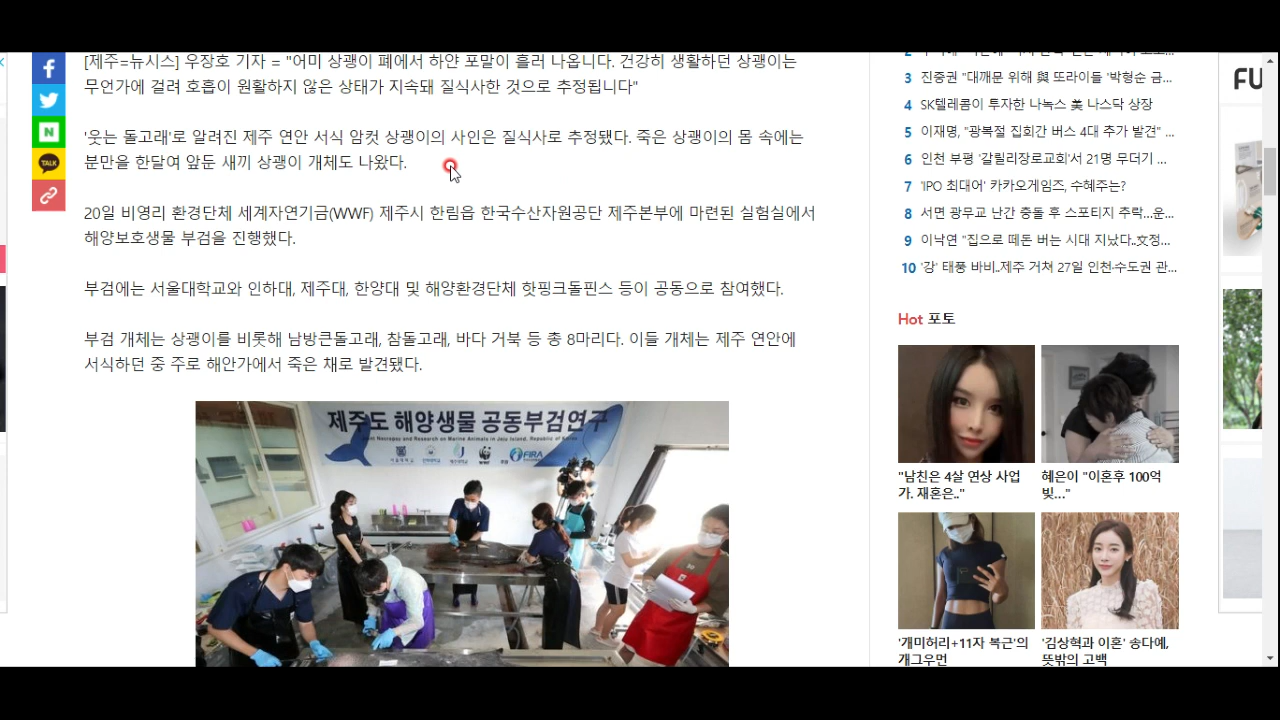 [제주=뉴시스] 우장호 기자 = "어미 상괭이 폐에서 하얀 포말이 흘러 나옵니다. 건강히 생활하던 상괭이는
무언가에 걸려 호흡이 원활하지 않은 상태가 지속돼 질식사한 것으로 추정됩니다"
'웃는 돌고래'로 알려진 제주 연안 서식 암컷 상괭이의 사인은 질식사로 추정됐다. 죽은 상괭이의 몸 속에는
분만을 한달여 앞둔 새끼 상괭이 개체도 나왔다.
20일 비영리 환경단체 세계자연기금(WWF) 제주시 한림읍 한국수산자원공단 제주본부에 마련된 실험실에서
해양보호생물 부검을 진행했다.
부검에는 서울대학교와 인하대, 제주대, 한양대 및 해양환경단체 핫핑크돌핀스 등이 공동으로 참여했다.
부검 개체는 상괭이를 비롯해 남방큰돌고래, 참돌고래, 바다 거북 등 총 8마리다. 이들 개체는 제주 연안에
서식하던 중 주로 해안가에서 죽은 채로 발견됐다.
제주도 해양생물 공동부검연구
Joint Necropsy and Research on Marine Animals in Jeju Island, Republic of Korea
WWF
FIRA
f
N
TALK
3 진중권 "대깨문 위해 與 또라이들 '박형순 금...
4 SK텔레콤이 투자한 나녹스 美 나스닥 상장
5 이재명, "광복절 집회간 버스 4대 추가 발견" ...
6 인천 부평 '갈릴리장로교회'서 21명 무더기 ...
7 'IPO 최대어' 카카오게임즈, 수혜주는?
8 서면 광무교 난간 충돌 후 스포티지 추락...운...
9 이낙연 "집으로 떼돈 버는 시대 지났다..文정...
10 '강' 태풍 바비..제주 거쳐 27일 인천·수도권 관...
Hot 포토
"남친은 4살 연상 사업
가. 재혼은.."
혜은이 "이혼후 100억
빚..."
'개미허리+11자 복근'의
개그우먼
'김상혁과 이혼' 송다예,
뜻밖의 고백
FU